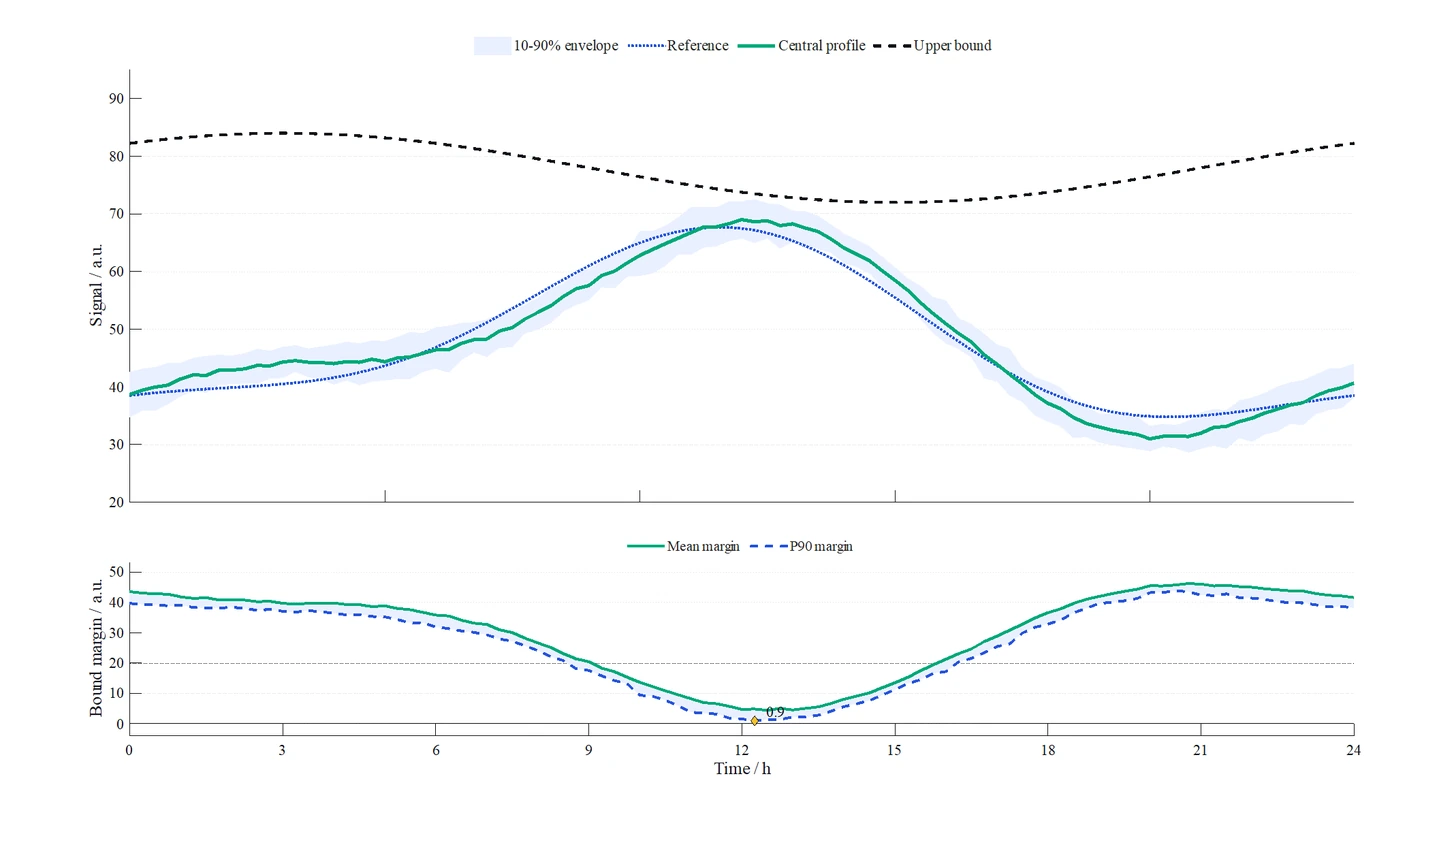 10-90% envelope Reference Central profile Upper bound
90
80
70
60
50
40
30
20
Signal / a.u.
Mean margin P90 margin
50
40
30
20
10
0
Bound margin / a.u.
0.9
0 3 6 9 12 15 18 21 24
Time / h